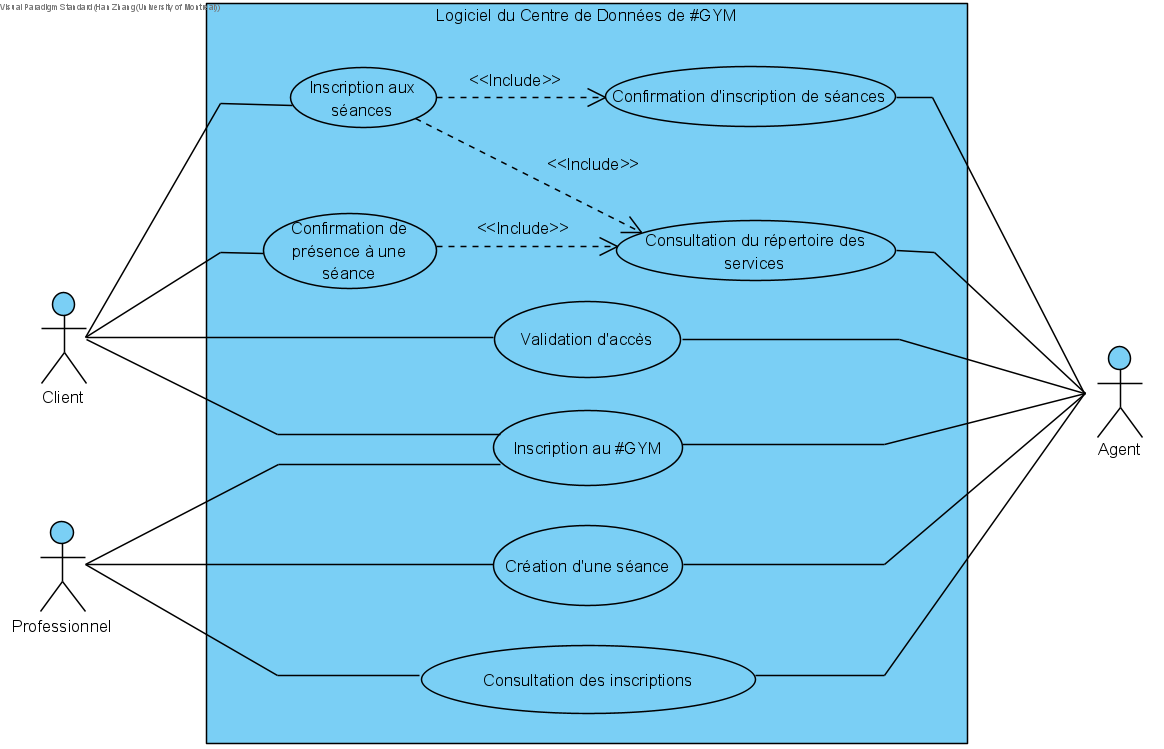 Visual Paradigm Standard(Han Zhang(University of Montreal))
Logiciel du Centre de Données de #GYM
Inscription aux
séances
<<Include>>
Confirmation d'inscription de séances
<<Include>>
Confirmation de
présence à une
séance
<<Include>>
Consultation du répertoire des
services
Validation d'accès
Client
Agent
Inscription au #GYM
Création d'une séance
Professionnel
Consultation des inscriptions